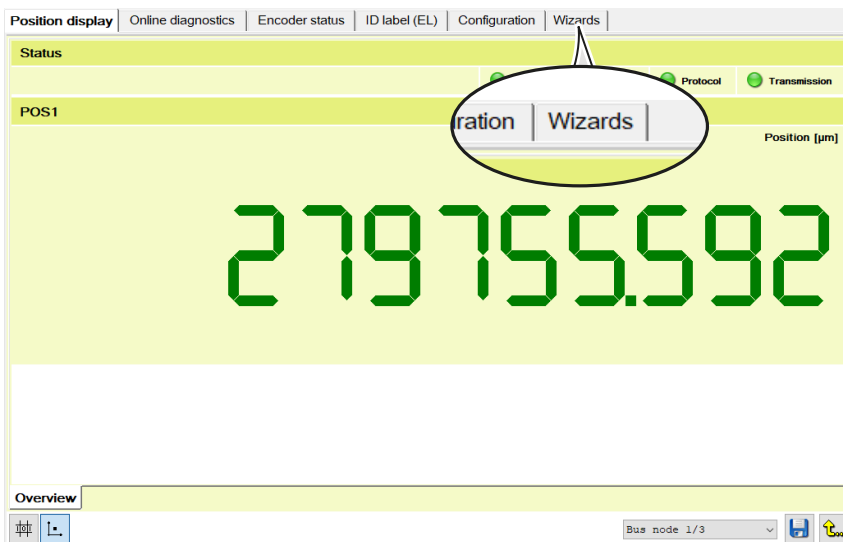 Position display Online diagnostics Encoder status ID label (EL) Configuration Wizards
Status
Protocol Transmission
POS1
ration Wizards
Position [µm]
279755.592
Overview
Bus node 1/3